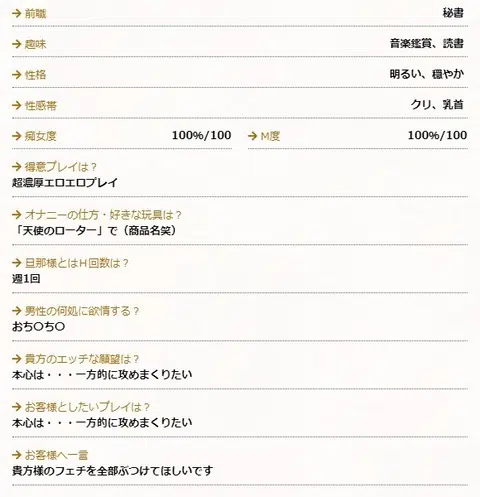 → 前職 秘書
→ 趣味 音楽鑑賞、読書
→ 性格 明るい、穏やか
→ 性感帯 クリ、乳首
→ 痴女度 100%/100 → M度 100%/100
→ 得意プレイは？
超濃厚エロエロプレイ
→ オナニーの仕方・好きな玩具は？
「天使のローター」で（商品名笑）
→ 旦那様とはH回数は？
週1回
→ 男性の何処に欲情する？
おち〇ち〇
→ 貴方のエッチな願望は？
本心は・・・一方的に攻めまくりたい
→ お客様としたいプレイは？
本心は・・・一方的に攻めまくりたい
→ お客様へ一言
貴方様のフェチを全部ぶつけてほしいです